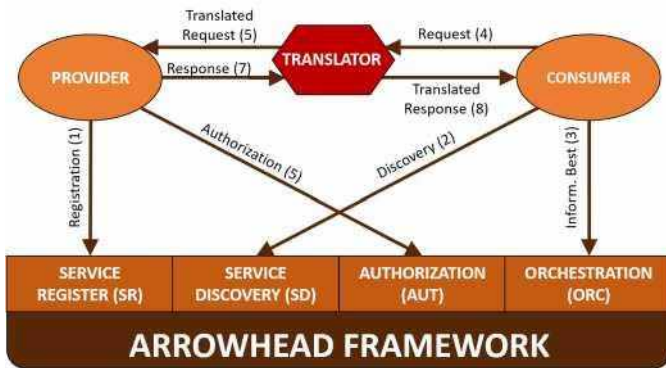 Translated
Request (5)
Request (4)
PROVIDER
Response (7)
TRANSLATOR
CONSUMER
Translated
Response (8)
Registration (1)
Authorization (5)
Discovery (2)
Inform. Best (3)
SERVICE
REGISTER (SR)
SERVICE
DISCOVERY (SD)
AUTHORIZATION
(AUT)
ORCHESTRATION
(ORC)
ARROWHEAD FRAMEWORK